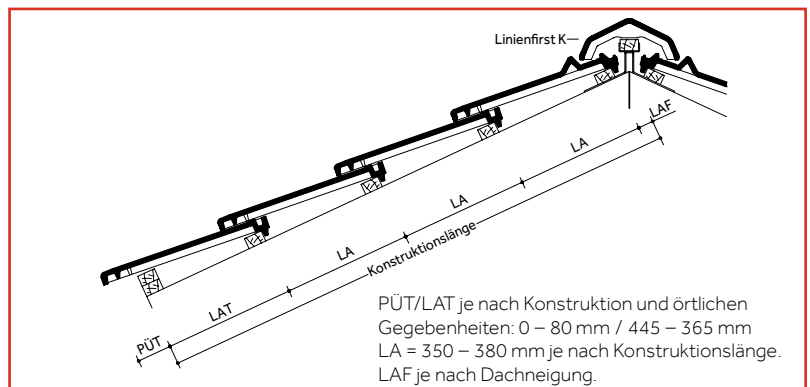 Linienfirst K
LAF
LA
LA
LA
Konstruktionslänge
LAT
PÜT
PÜT/LAT je nach Konstruktion und örtlichen
Gegebenheiten: 0 – 80 mm / 445 – 365 mm
LA = 350 – 380 mm je nach Konstruktionslänge.
LAF je nach Dachneigung.